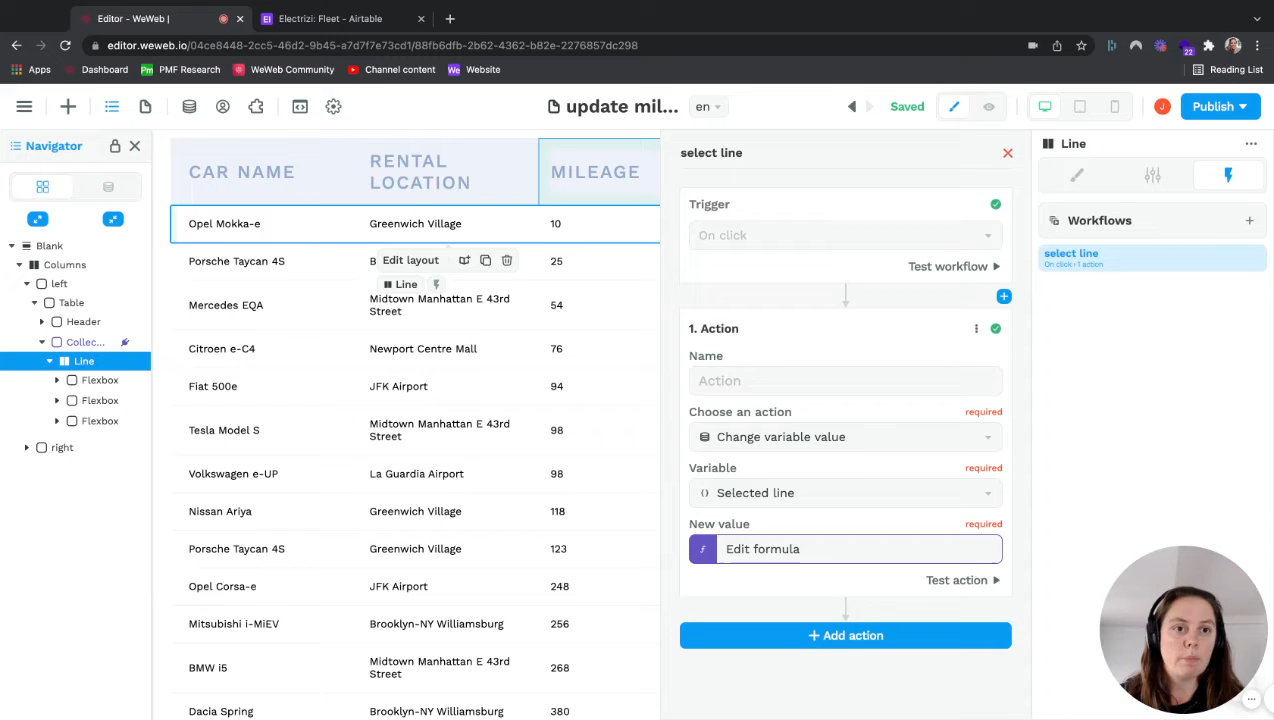 Editor - WeWeb |
Electrizi: Fleet - Airtable
editor.weweb.io/04ce8448-2cc5-46d2-9b45-a7d7f7e73cd1/88fb6dfb-2b62-4362-b82e-2276857dc298
22
Apps
Dashboard
Pm PMF Research
WeWeb Community
Channel content
We Website
Reading List
update mil...
en
Saved
J
Publish
Navigator
Blank
Columns
left
Table
Header
Collec...
Line
Flexbox
Flexbox
Flexbox
right
CAR NAME
RENTAL LOCATION
MILEAGE
Opel Mokka-e Greenwich Village 10
Porsche Taycan 4S B 25
Edit layout
Line
Mercedes EQA Midtown Manhattan E 43rd Street 54
Citroen e-C4 Newport Centre Mall 76
Fiat 500e JFK Airport 94
Tesla Model S Midtown Manhattan E 43rd Street 98
Volkswagen e-UP La Guardia Airport 98
Nissan Ariya Greenwich Village 118
Porsche Taycan 4S Greenwich Village 123
Opel Corsa-e JFK Airport 248
Mitsubishi i-MiEV Brooklyn-NY Williamsburg 256
BMW i5 Midtown Manhattan E 43rd Street 268
Dacia Spring Brooklyn-NY Williamsburg 380
select line
Trigger
On click
Test workflow
1. Action
Name
Action
Choose an action required
Change variable value
Variable required
Selected line
New value required
Edit formula
Test action
+ Add action
Line
Workflows
select line
On click • 1 action